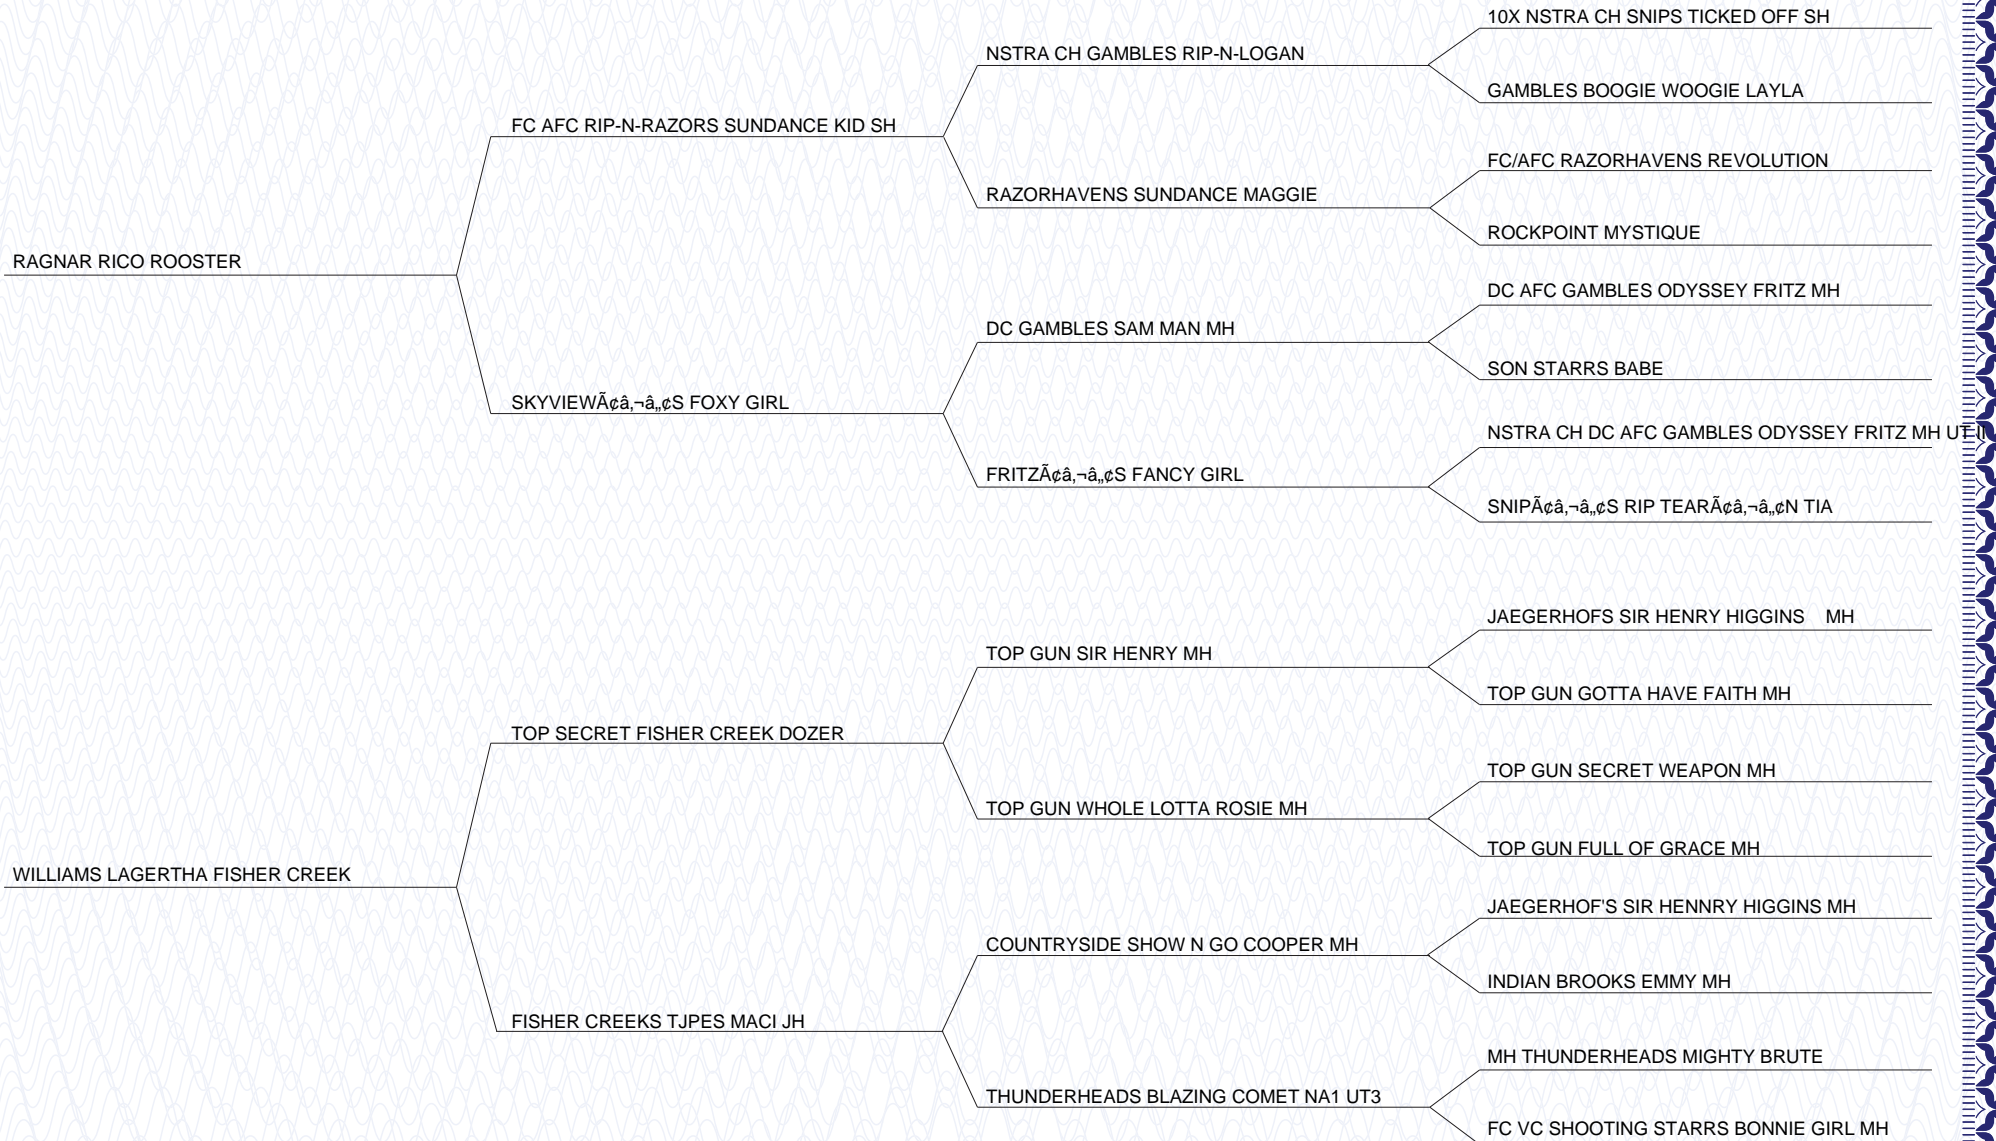 10X NSTRA CH SNIPS TICKED OFF SH
NSTRA CH GAMBLES RIP-N-LOGAN
GAMBLES BOOGIE WOOGIE LAYLA
FC AFC RIP-N-RAZORS SUNDANCE KID SH
FC/AFC RAZORHAVENS REVOLUTION
RAZORHAVENS SUNDANCE MAGGIE
ROCKPOINT MYSTIQUE
RAGNAR RICO ROOSTER
DC AFC GAMBLES ODYSSEY FRITZ MH
DC GAMBLES SAM MAN MH
SON STARRS BABE
SKYVIEWÃ¢â‚¬â„¢S FOXY GIRL
NSTRA CH DC AFC GAMBLES ODYSSEY FRITZ MH UT
FRITZÃ¢â‚¬â„¢S FANCY GIRL
SNIPÃ¢â‚¬â„¢S RIP TEARÃ¢â‚¬â„¢N TIA
JAEGERHOFS SIR HENRY HIGGINS    MH
TOP GUN SIR HENRY MH
TOP GUN GOTTA HAVE FAITH MH
TOP SECRET FISHER CREEK DOZER
TOP GUN SECRET WEAPON MH
TOP GUN WHOLE LOTTA ROSIE MH
TOP GUN FULL OF GRACE MH
WILLIAMS LAGERTHA FISHER CREEK
JAEGERHOF'S SIR HENNRY HIGGINS MH
COUNTRYSIDE SHOW N GO COOPER MH
INDIAN BROOKS EMMY MH
FISHER CREEKS TJPES MACI JH
MH THUNDERHEADS MIGHTY BRUTE
THUNDERHEADS BLAZING COMET NA1 UT3
FC VC SHOOTING STARRS BONNIE GIRL MH